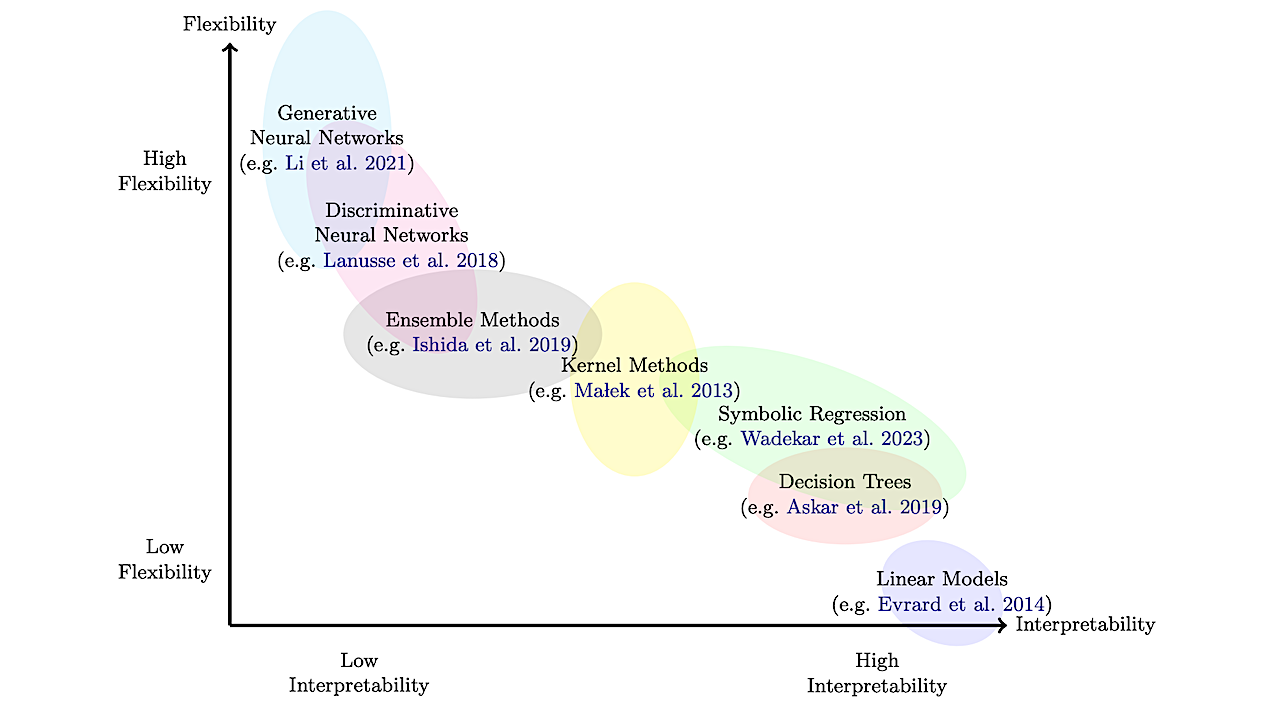 Flexibility
Generative
Neural Networks
(e.g. Li et al. 2021)
High
Flexibility
Discriminative
Neural Networks
(e.g. Lanusse et al. 2018)
Ensemble Methods
(e.g. Ishida et al. 2019)
Kernel Methods
(e.g. Małek et al. 2013)
Symbolic Regression
(e.g. Wadekar et al. 2023)
Decision Trees
(e.g. Askar et al. 2019)
Low
Flexibility
Linear Models
(e.g. Evrard et al. 2014)
Interpretability
Low
Interpretability
High
Interpretability